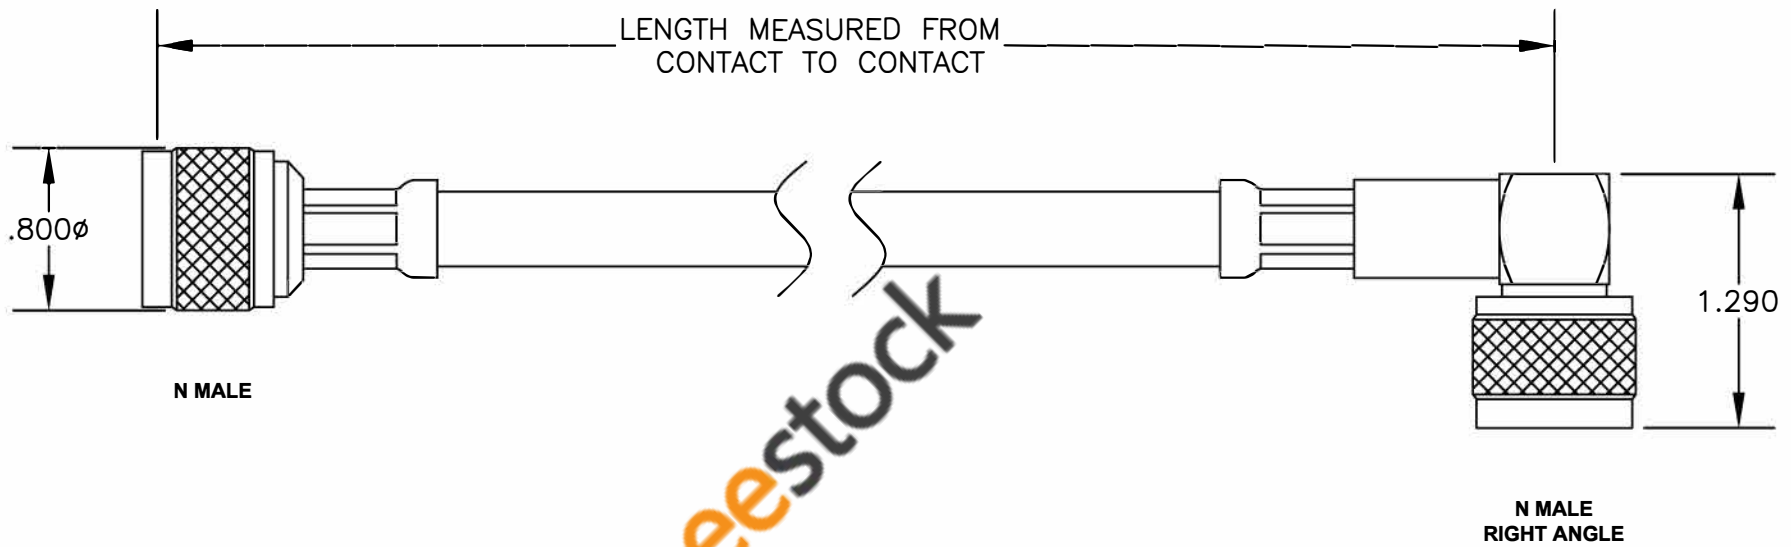 LENGTH MEASURED FROM
CONTACT TO CONTACT
.800ø
1.290
N MALE
N MALE
RIGHT ANGLE
eestock